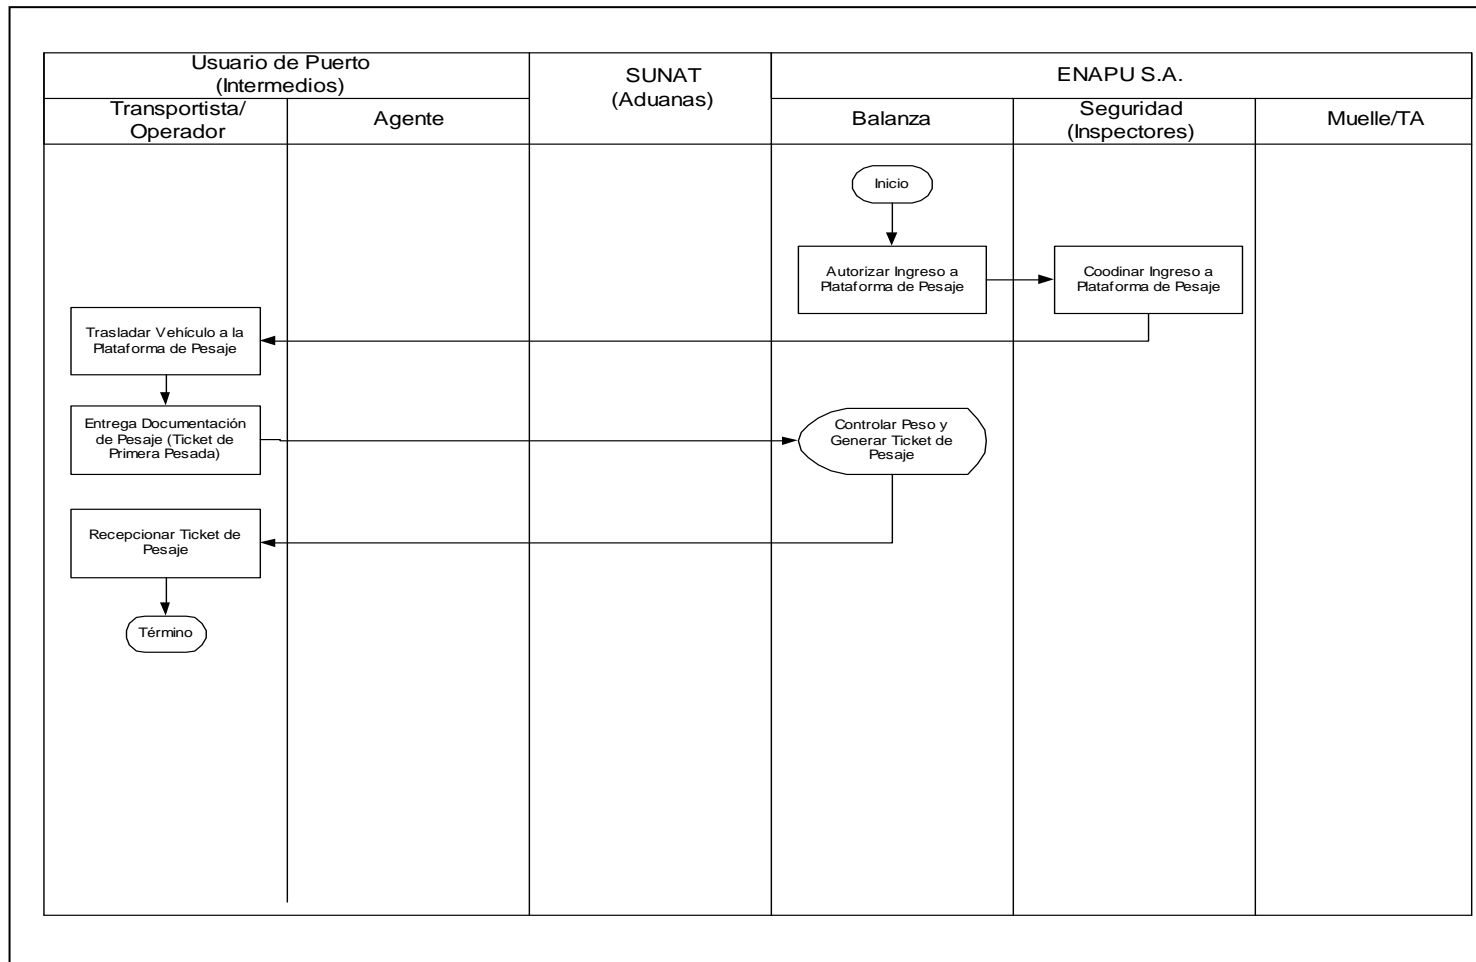 Usuario de Puerto
(Intermedios)
SUNAT
(Aduanas)
ENAPU S.A.
Transportista/
Operador
Agente
Balanza
Seguridad
(Inspectores)
Muelle/TA
Inicio
Autorizar Ingreso a
Plataforma de Pesaje
Coodinar Ingreso a
Plataforma de Pesaje
Trasladar Vehículo a la
Plataforma de Pesaje
Entrega Documentación
de Pesaje (Ticket de
Primera Pesada)
Controlar Peso y
Generar Ticket de
Pesaje
Recepcionar Ticket de
Pesaje
Término